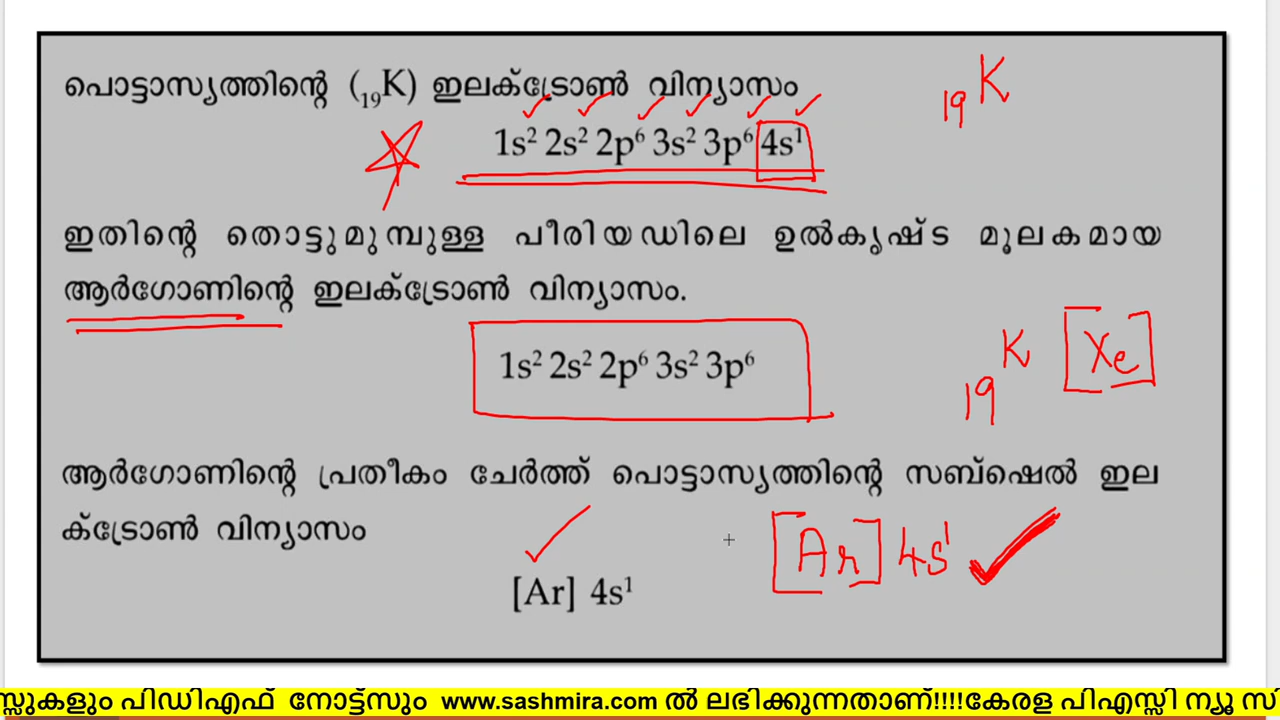 പൊട്ടാസ്യത്തിന്റെ (₁₉K) ഇലക്ട്രോൺ വിന്യാസം
₁₉K
1s² 2s² 2p⁶ 3s² 3p⁶ 4s¹
ഇതിന്റെ തൊട്ടുമുമ്പുള്ള പീരിയഡിലെ ഉൽകൃഷ്ട മൂലകമായ
ആർഗോണിന്റെ ഇലക്ട്രോൺ വിന്യാസം.
1s² 2s² 2p⁶ 3s² 3p⁶
₁₉K [Xe]
ആർഗോണിന്റെ പ്രതീകം ചേർത്ത് പൊട്ടാസ്യത്തിന്റെ സബ്ഷെൽ ഇല
ക്ട്രോൺ വിന്യാസം
[Ar] 4s¹
[Ar] 4s¹
സ്സുകളും പിഡിഎഫ് നോട്ട്സും www.sashmira.com ൽ ലഭിക്കുന്നതാണ്!!!!കേരള പിഎസ്സി ന്യൂ സി